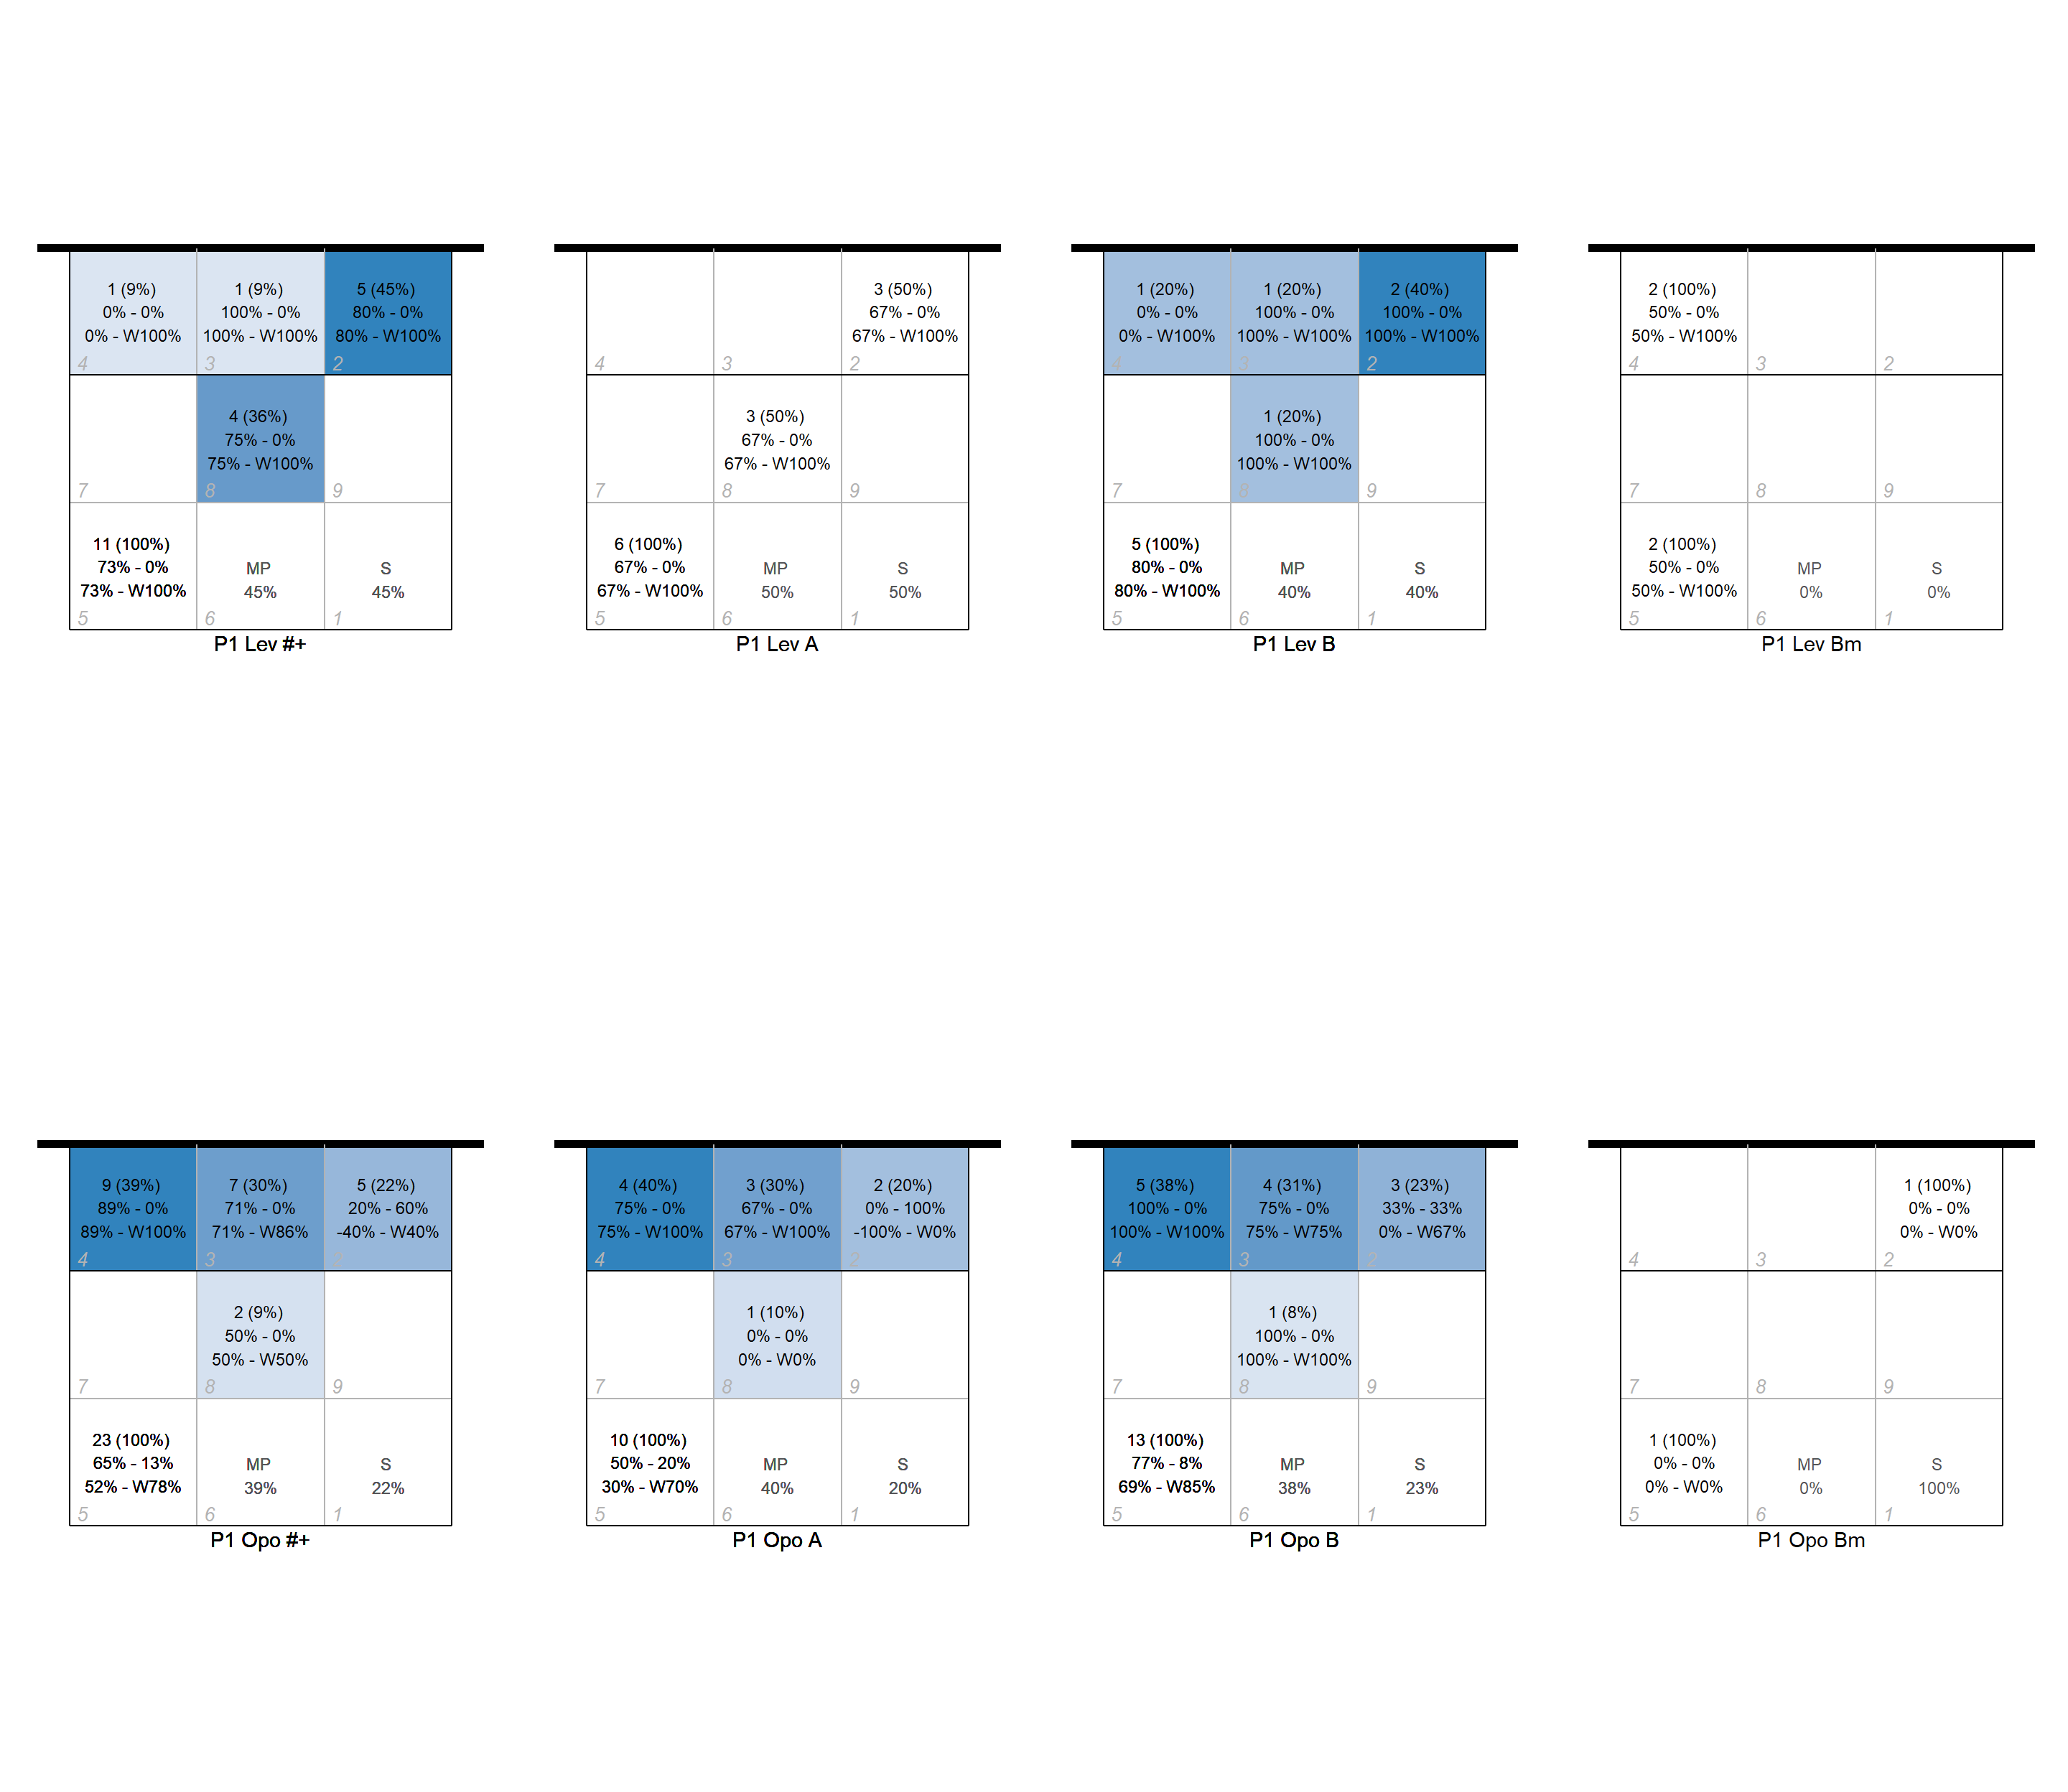 1 (9%)
0% - 0%
0% - W100%
4
1 (9%)
100% - 0%
100% - W100%
3
5 (45%)
80% - 0%
80% - W100%
2
7
4 (36%)
75% - 0%
75% - W100%
8
9
11 (100%)
73% - 0%
73% - W100%
5
MP
45%
6
S
45%
1
P1 Lev #+
4
3
3 (50%)
67% - 0%
67% - W100%
2
7
3 (50%)
67% - 0%
67% - W100%
8
9
6 (100%)
67% - 0%
67% - W100%
5
MP
50%
6
S
50%
1
P1 Lev A
1 (20%)
0% - 0%
0% - W100%
4
1 (20%)
100% - 0%
100% - W100%
3
2 (40%)
100% - 0%
100% - W100%
2
7
1 (20%)
100% - 0%
100% - W100%
8
9
5 (100%)
80% - 0%
80% - W100%
5
MP
40%
6
S
40%
1
P1 Lev B
2 (100%)
50% - 0%
50% - W100%
4
3
2
7
8
9
2 (100%)
50% - 0%
50% - W100%
5
MP
0%
6
S
0%
1
P1 Lev Bm
9 (39%)
89% - 0%
89% - W100%
4
7 (30%)
71% - 0%
71% - W86%
3
5 (22%)
20% - 60%
-40% - W40%
2
7
2 (9%)
50% - 0%
50% - W50%
8
9
23 (100%)
65% - 13%
52% - W78%
5
MP
39%
6
S
22%
1
P1 Opo #+
4 (40%)
75% - 0%
75% - W100%
4
3 (30%)
67% - 0%
67% - W100%
3
2 (20%)
0% - 100%
-100% - W0%
2
7
1 (10%)
0% - 0%
0% - W0%
8
9
10 (100%)
50% - 20%
30% - W70%
5
MP
40%
6
S
20%
1
P1 Opo A
5 (38%)
100% - 0%
100% - W100%
4
4 (31%)
75% - 0%
75% - W75%
3
3 (23%)
33% - 33%
0% - W67%
2
7
1 (8%)
100% - 0%
100% - W100%
8
9
13 (100%)
77% - 8%
69% - W85%
5
MP
38%
6
S
23%
1
P1 Opo B
4
3
1 (100%)
0% - 0%
0% - W0%
2
7
8
9
1 (100%)
0% - 0%
0% - W0%
5
MP
0%
6
S
100%
1
P1 Opo Bm